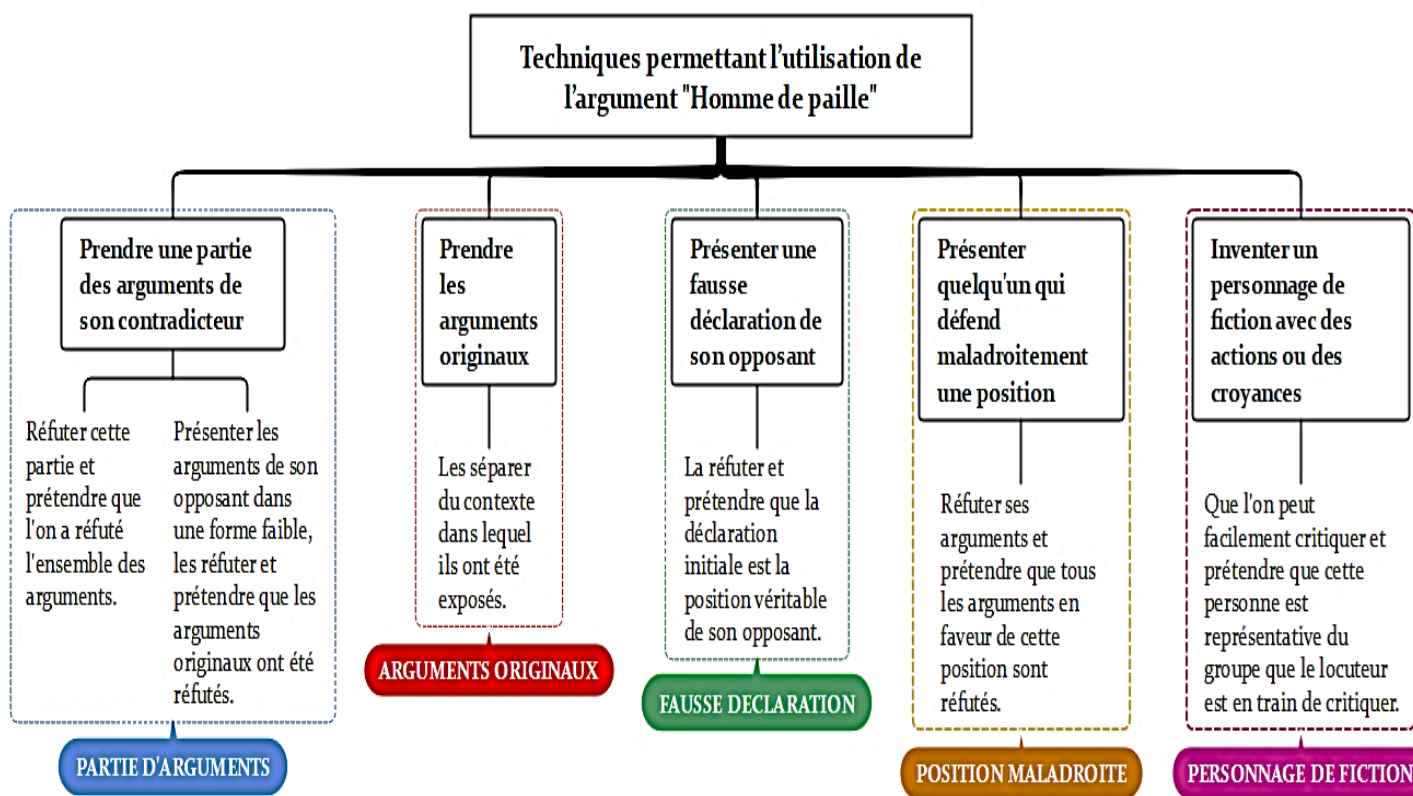 Techniques permettant l'utilisation de
l'argument "Homme de paille"
Prendre une partie
des arguments de
son contradicteur
Réfuter cette
partie et
prétendre que
l'on a réfuté
l'ensemble des
arguments.
Présenter les
arguments de son
opposant dans
une forme faible,
les réfuter et
prétendre que les
arguments
originaux ont été
réfutés.
PARTIE D'ARGUMENTS
Prendre
les
arguments
originaux
Les séparer
du contexte
dans lequel
ils ont été
exposés.
ARGUMENTS ORIGINAUX
Présenter une
fausse
déclaration de
son opposant
La réfuter et
prétendre que la
déclaration
initiale est la
position véritable
de son opposant.
FAUSSE DECLARATION
Présenter
quelqu'un qui
défend
maladroitement
une position
Réfuter ses
arguments et
prétendre que tous
les arguments en
faveur de cette
position sont
réfutés.
POSITION MALADROITE
Inventer un
personnage de
fiction avec des
actions ou des
croyances
Que l'on peut
facilement critiquer et
prétendre que cette
personne est
représentative du
groupe que le locuteur
est en train de critiquer.
PERSONNAGE DE FICTION